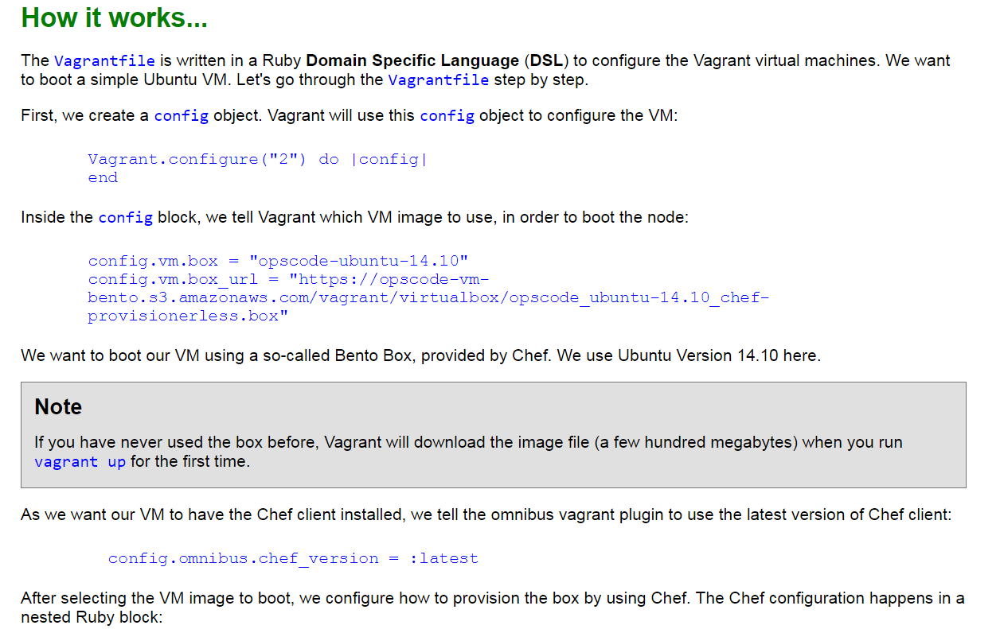 How it works...
The Vagrantfile is written in a Ruby Domain Specific Language (DSL) to configure the Vagrant virtual machines. We want
to boot a simple Ubuntu VM. Let's go through the Vagrantfile step by step.
First, we create a config object. Vagrant will use this config object to configure the VM:
Vagrant.configure("2") do |config|
end
Inside the config block, we tell Vagrant which VM image to use, in order to boot the node:
config.vm.box = "opscode-ubuntu-14.10"
config.vm.box_url = "https://opscode-vm-
bento.s3.amazonaws.com/vagrant/virtualbox/opscode_ubuntu-14.10_chef-
provisionerless.box"
We want to boot our VM using a so-called Bento Box, provided by Chef. We use Ubuntu Version 14.10 here.
Note
If you have never used the box before, Vagrant will download the image file (a few hundred megabytes) when you run
vagrant up for the first time.
As we want our VM to have the Chef client installed, we tell the omnibus vagrant plugin to use the latest version of Chef client:
config.omnibus.chef_version = :latest
After selecting the VM image to boot, we configure how to provision the box by using Chef. The Chef configuration happens in a
nested Ruby block: